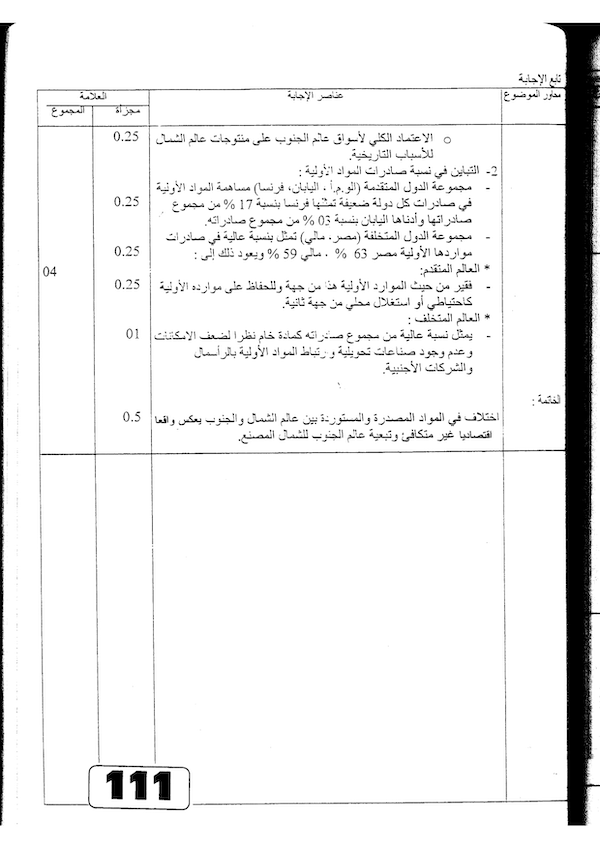 تابع الإجابة
محاور الموضوع
عناصر الإجابة
العلامة
مجزأة
المجموع
o الاعتماد الكلي لأسواق عالم الجنوب على منتوجات عالم الشمال
للأسباب التاريخية.
0.25
2- التباين في نسبة صادرات المواد الأولية :
- مجموعة الدول المتقدمة (الو.م.أ ، اليابان، فرنسا) مساهمة المواد الأولية
في صادرات كل دولة ضعيفة تمثلها فرنسا بنسبة 17 % من مجموع
0.25
صادراتها وأدناها اليابان بنسبة 03 % من مجموع صادراته.
- مجموعة الدول المتخلفة (مصر، مالي) تمثل بنسبة عالية في صادرات
مواردها الأولية مصر 63 % ، مالي 59 % ويعود ذلك إلى :
0.25
* العالم المتقدم:
04
- فقير من حيث الموارد الأولية هذا من جهة وللحفاظ على موارده الأولية
0.25
كاحتياطي أو استغلال محلي من جهة ثانية.
* العالم المتخلف :
- يمثل نسبة عالية من مجموع صادراته كمادة خام نظرا لضعف الامكانات
01
وعدم وجود صناعات تحويلية و رتباط المواد الأولية بالرأسمال
والشركات الأجنبية.
الخاتمة :
اختلاف في المواد المصدرة والمستوردة بين عالم الشمال والجنوب يعكس واقعا
0.5
اقتصاديا غير متكافئ وتبعية عالم الجنوب للشمال المصنع.
111